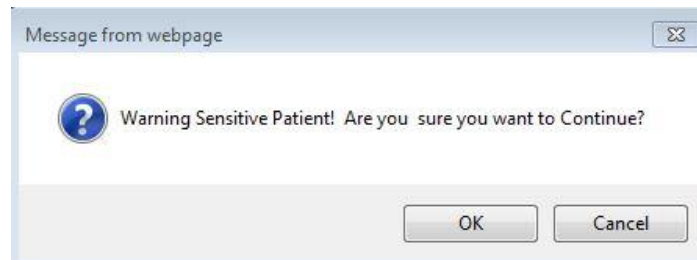 Message from webpage
Warning Sensitive Patient!  Are you  sure you want to Continue?
OK
Cancel